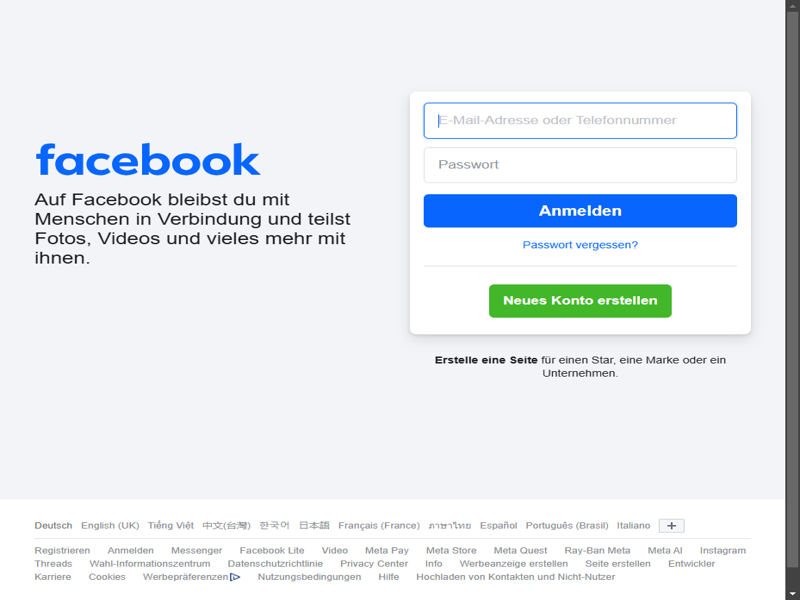 facebook
Auf Facebook bleibst du mit
Menschen in Verbindung und teilst
Fotos, Videos und vieles mehr mit
ihnen.
E-Mail-Adresse oder Telefonnummer
Passwort
Anmelden
Passwort vergessen?
Neues Konto erstellen
Erstelle eine Seite für einen Star, eine Marke oder ein
Unternehmen.
Deutsch English (UK) Tiếng Việt 中文(台灣) 한국어 日本語 Français (France) ภาษาไทย Español Português (Brasil) Italiano
Registrieren Anmelden Messenger Facebook Lite Video Meta Pay Meta Store Meta Quest Ray-Ban Meta Meta AI Instagram
Threads Wahl-Informationszentrum Datenschutzrichtlinie Privacy Center Info Werbeanzeige erstellen Seite erstellen Entwickler
Karriere Cookies Werbepräferenzen Nutzungsbedingungen Hilfe Hochladen von Kontakten und Nicht-Nutzer